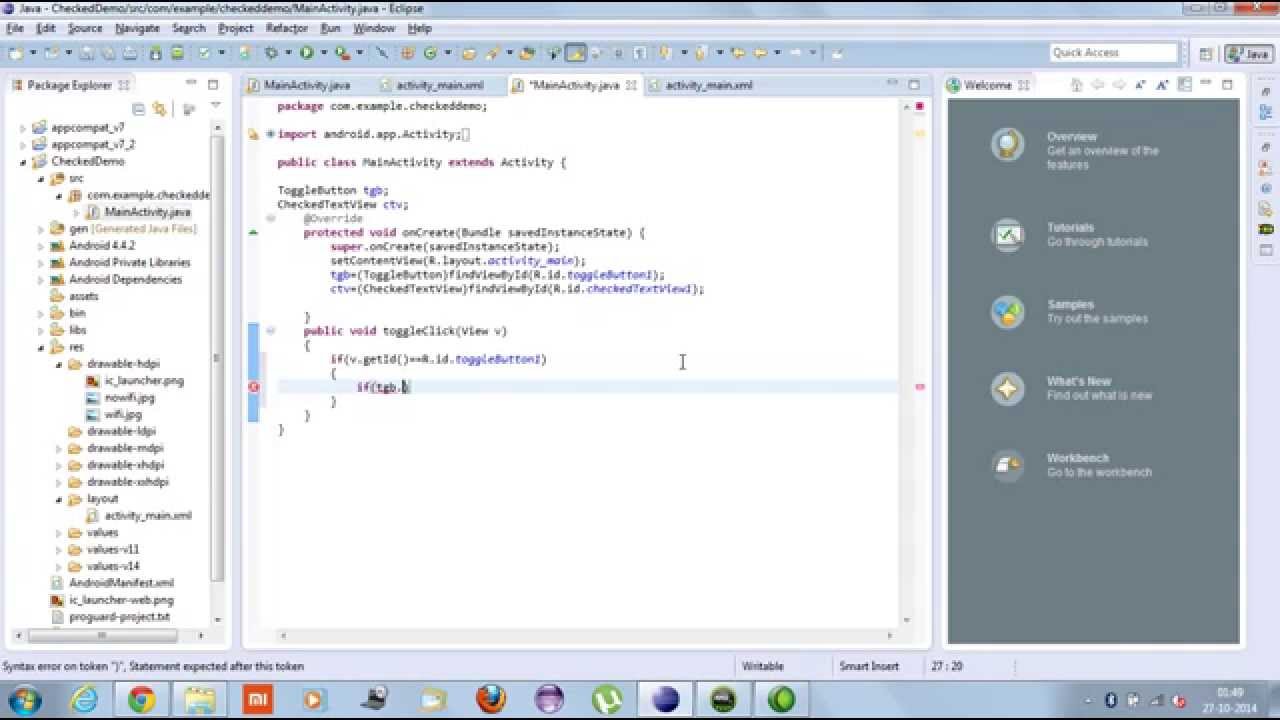 Java - CheckedDemo/src/com/example/checkeddemo/MainActivity.java - Eclipse
File Edit Source Navigate Search Project Refactor Run Window Help
Quick Access
Java
Package Explorer
MainActivity.java
activity_main.xml
*MainActivity.java
activity_main.xml
Welcome
appcompat_v7
appcompat_v7_2
CheckedDemo
src
com.example.checkedde
MainActivity.java
gen [Generated Java Files]
Android 4.4.2
Android Private Libraries
Android Dependencies
assets
bin
libs
res
drawable-hdpi
ic_launcher.png
nowifi.jpg
wifi.jpg
drawable-ldpi
drawable-mdpi
drawable-xhdpi
drawable-xxhdpi
layout
activity_main.xml
values
values-v11
values-v14
AndroidManifest.xml
ic_launcher-web.png
proguard-project.txt
package com.example.checkeddemo;
import android.app.Activity;
public class MainActivity extends Activity {
ToggleButton tgb;
CheckedTextView ctv;
@Override
protected void onCreate(Bundle savedInstanceState) {
super.onCreate(savedInstanceState);
setContentView(R.layout.activity_main);
tgb=(ToggleButton)findViewById(R.id.toggleButton1);
ctv=(CheckedTextView)findViewById(R.id.checkedTextView1);
}
public void toggleClick(View v)
{
if(v.getId()==R.id.toggleButton1)
{
if(tgb.)
}
}
}
Overview
Get an overview of the
features
Tutorials
Go through tutorials
Samples
Try out the samples
What's New
Find out what is new
Workbench
Go to the workbench
Syntax error on token ")", Statement expected after this token
Writable
Smart Insert
27 : 20
01:49
27-10-2014